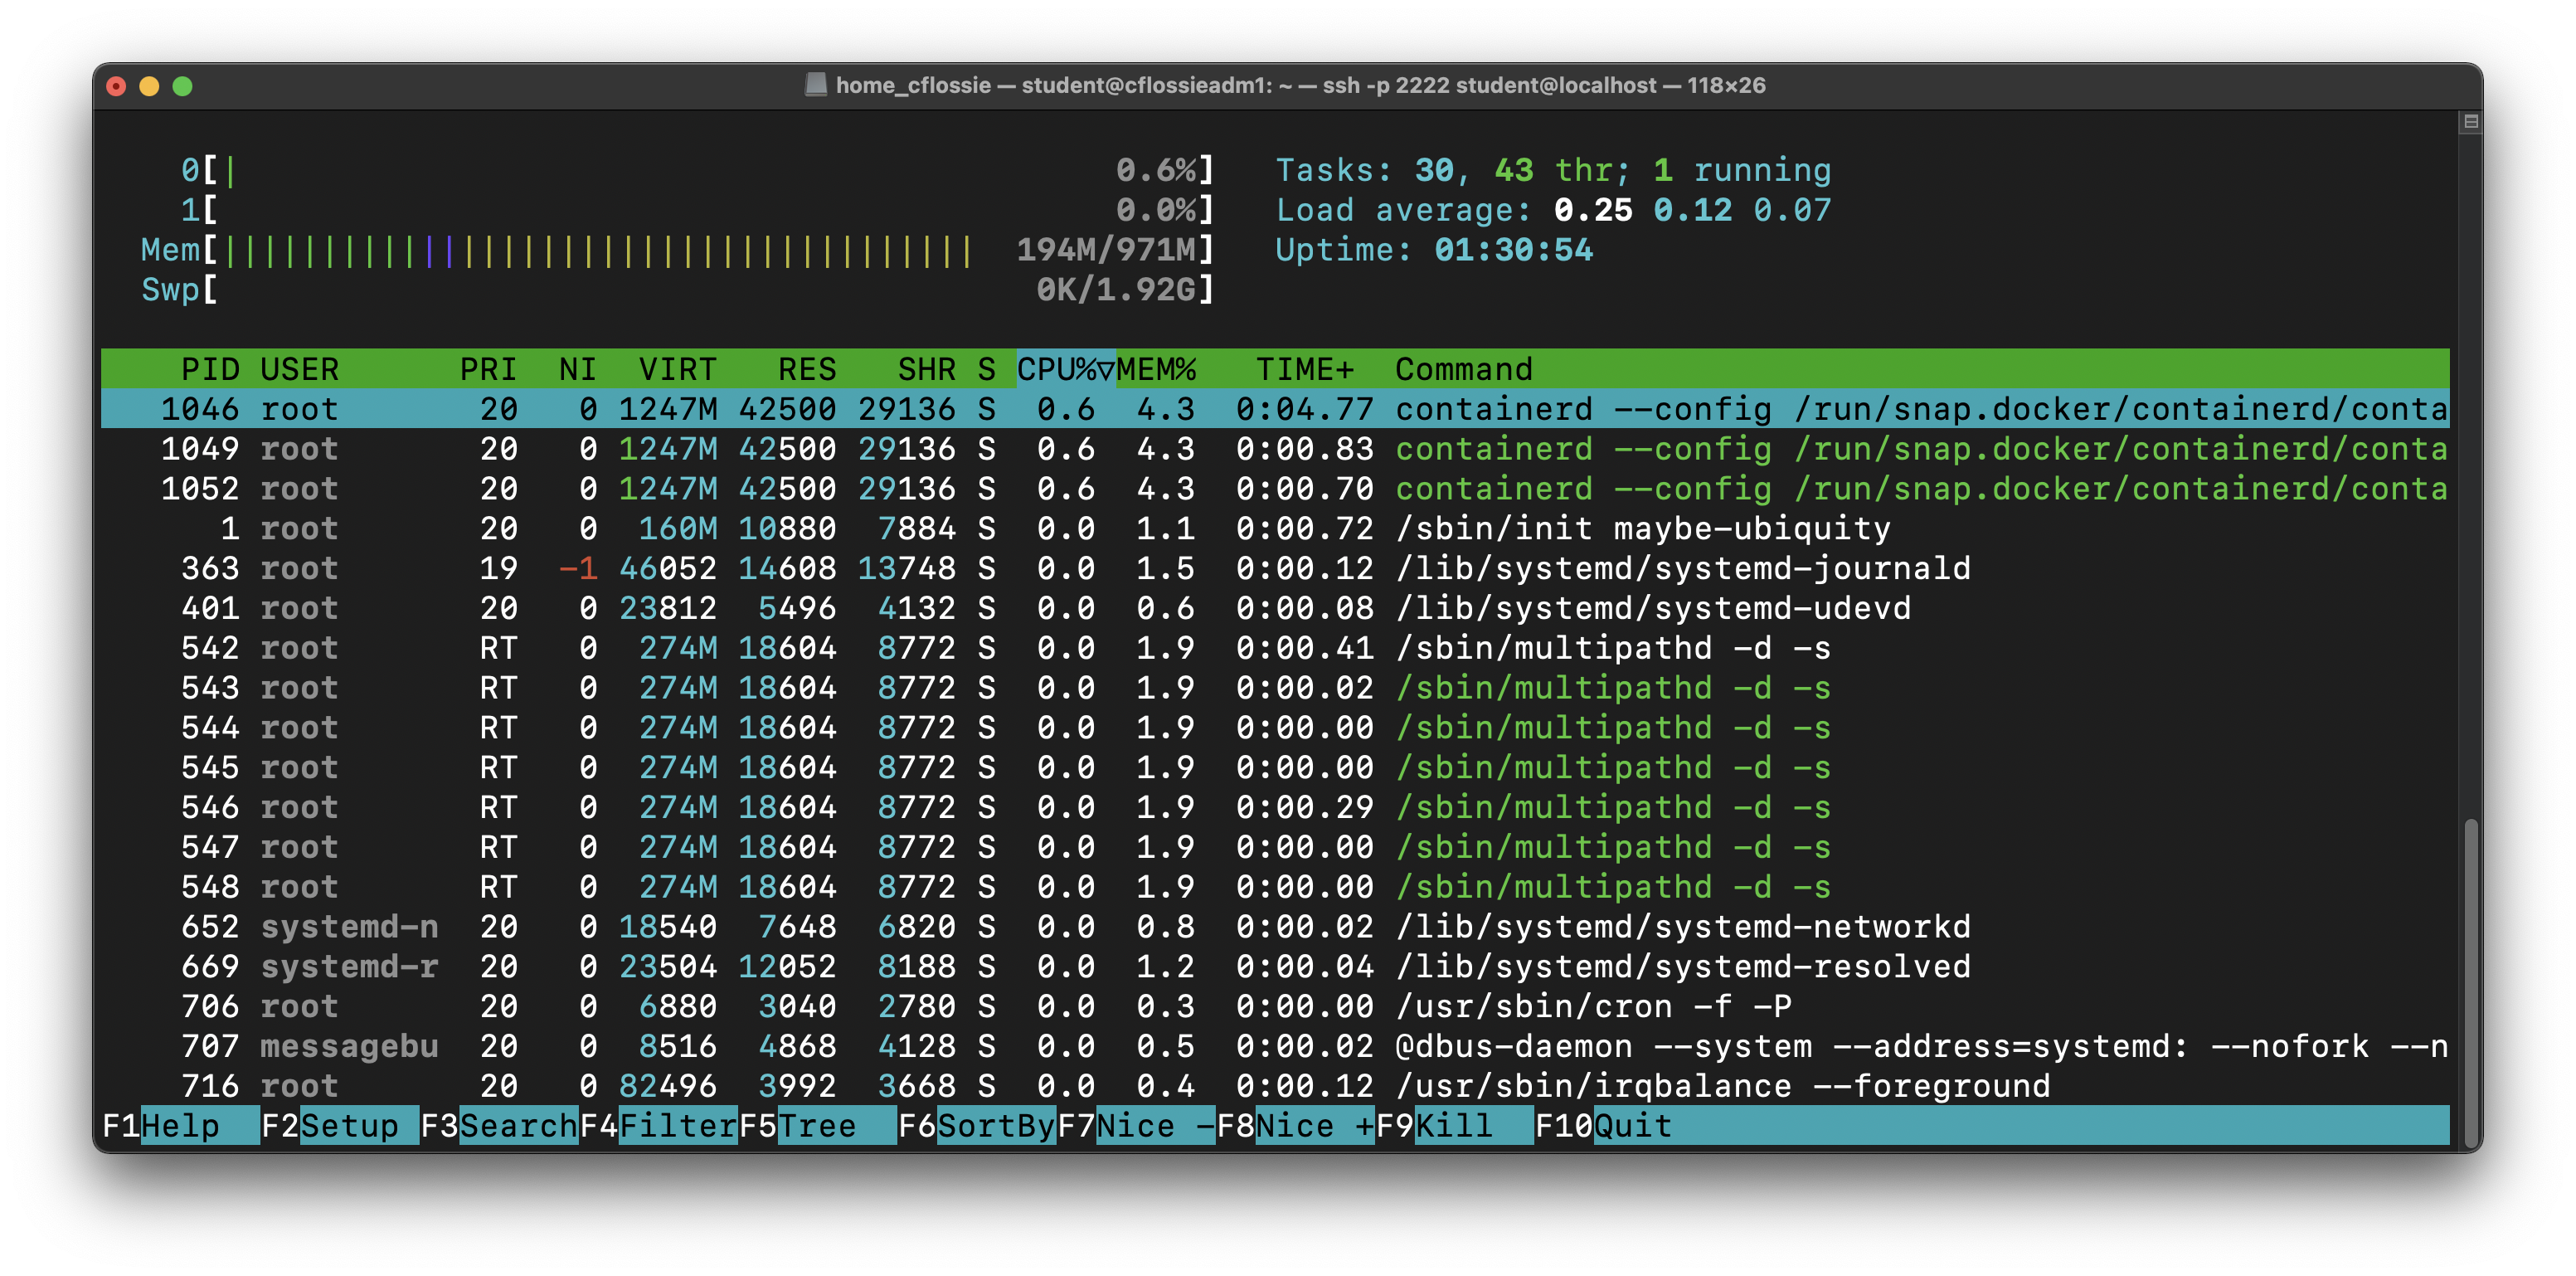 home_cflossie — student@cflossieadm1: ~ — ssh -p 2222 student@localhost — 118×26
0[| 0.6%] Tasks: 30, 43 thr; 1 running
1[ 0.0%] Load average: 0.25 0.12 0.07
Mem[|||||||||||||||||||||||||||||||||||||| 194M/971M] Uptime: 01:30:54
Swp[ 0K/1.92G]
PID USER PRI NI VIRT RES SHR S CPU%▽MEM% TIME+ Command
1046 root 20 0 1247M 42500 29136 S 0.6 4.3 0:04.77 containerd --config /run/snap.docker/containerd/conta
1049 root 20 0 1247M 42500 29136 S 0.6 4.3 0:00.83 containerd --config /run/snap.docker/containerd/conta
1052 root 20 0 1247M 42500 29136 S 0.6 4.3 0:00.70 containerd --config /run/snap.docker/containerd/conta
1 root 20 0 160M 10880 7884 S 0.0 1.1 0:00.72 /sbin/init maybe-ubiquity
363 root 19 -1 46052 14608 13748 S 0.0 1.5 0:00.12 /lib/systemd/systemd-journald
401 root 20 0 23812 5496 4132 S 0.0 0.6 0:00.08 /lib/systemd/systemd-udevd
542 root RT 0 274M 18604 8772 S 0.0 1.9 0:00.41 /sbin/multipathd -d -s
543 root RT 0 274M 18604 8772 S 0.0 1.9 0:00.02 /sbin/multipathd -d -s
544 root RT 0 274M 18604 8772 S 0.0 1.9 0:00.00 /sbin/multipathd -d -s
545 root RT 0 274M 18604 8772 S 0.0 1.9 0:00.00 /sbin/multipathd -d -s
546 root RT 0 274M 18604 8772 S 0.0 1.9 0:00.29 /sbin/multipathd -d -s
547 root RT 0 274M 18604 8772 S 0.0 1.9 0:00.00 /sbin/multipathd -d -s
548 root RT 0 274M 18604 8772 S 0.0 1.9 0:00.00 /sbin/multipathd -d -s
652 systemd-n 20 0 18540 7648 6820 S 0.0 0.8 0:00.02 /lib/systemd/systemd-networkd
669 systemd-r 20 0 23504 12052 8188 S 0.0 1.2 0:00.04 /lib/systemd/systemd-resolved
706 root 20 0 6880 3040 2780 S 0.0 0.3 0:00.00 /usr/sbin/cron -f -P
707 messagebu 20 0 8516 4868 4128 S 0.0 0.5 0:00.02 @dbus-daemon --system --address=systemd: --nofork --n
716 root 20 0 82496 3992 3668 S 0.0 0.4 0:00.12 /usr/sbin/irqbalance --foreground
F1Help F2Setup F3SearchF4FilterF5Tree F6SortByF7Nice -F8Nice +F9Kill F10Quit